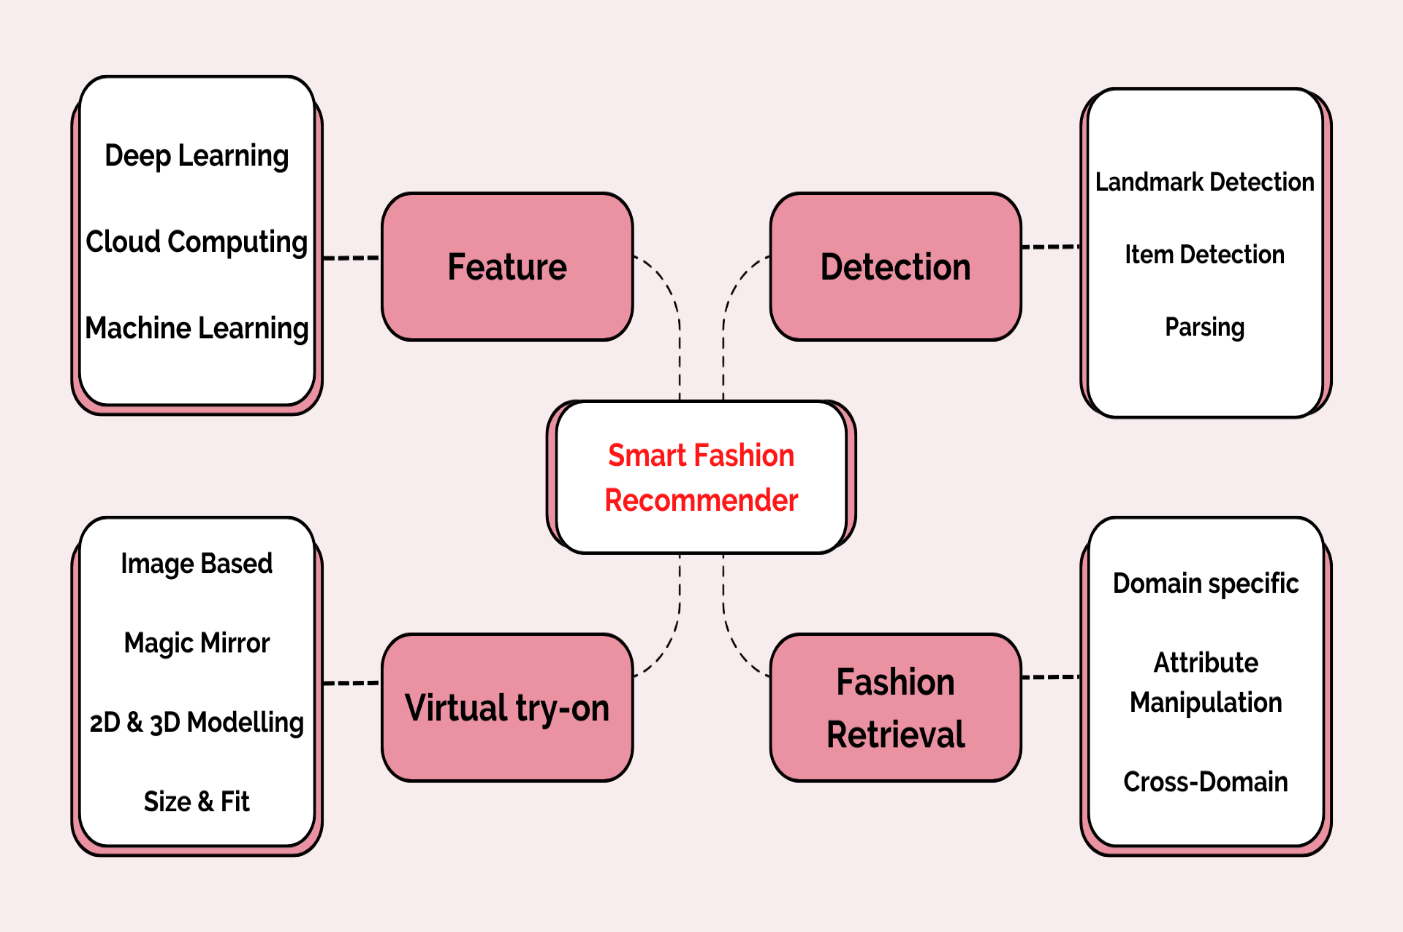 Deep Learning
Cloud Computing
Machine Learning
Feature
Detection
Landmark Detection
Item Detection
Parsing
Smart Fashion
Recommender
Image Based
Magic Mirror
2D & 3D Modelling
Size & Fit
Virtual try-on
Fashion
Retrieval
Domain specific
Attribute
Manipulation
Cross-Domain